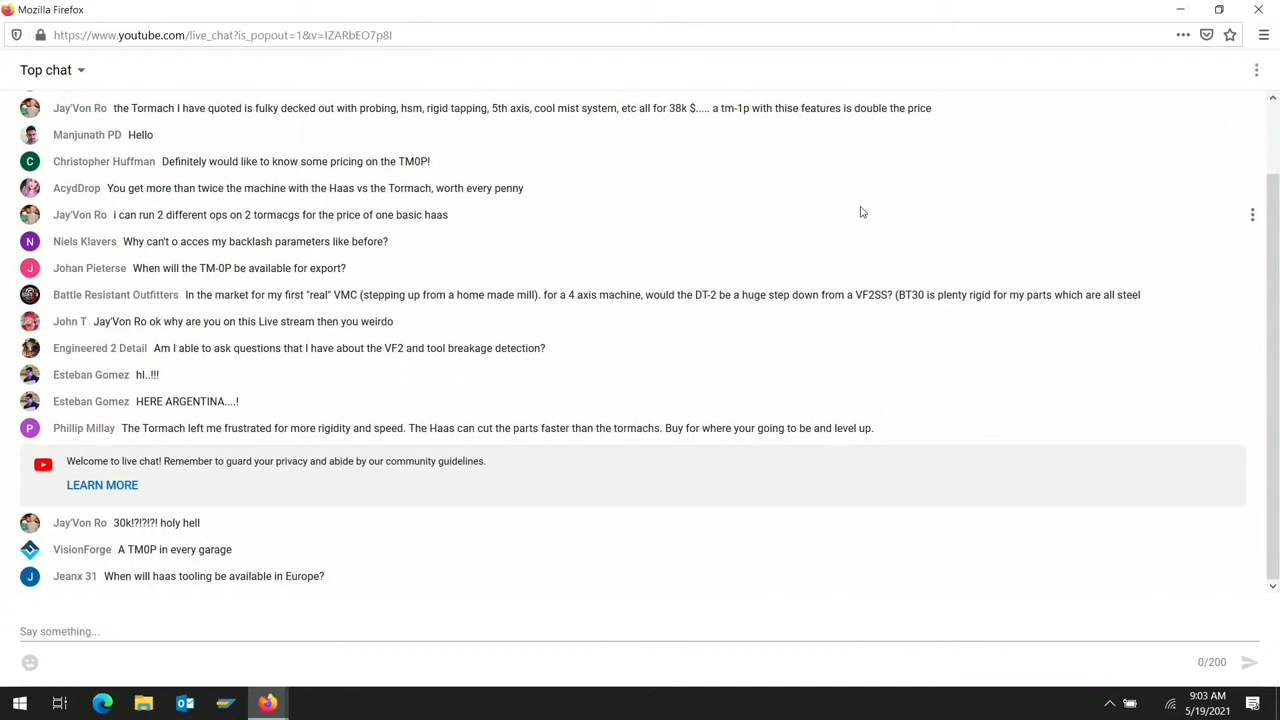 Mozilla Firefox
https://www.youtube.com/live_chat?is_popout=1&v=IZARbEO7p8I
Top chat
Jay'Von Ro the Tormach I have quoted is fulky decked out with probing, hsm, rigid tapping, 5th axis, cool mist system, etc all for 38k $..... a tm-1p with thise features is double the price
Manjunath PD Hello
C Christopher Huffman Definitely would like to know some pricing on the TM0P!
AcydDrop You get more than twice the machine with the Haas vs the Tormach, worth every penny
Jay'Von Ro i can run 2 different ops on 2 tormacgs for the price of one basic haas
N Niels Klavers Why can't o acces my backlash parameters like before?
J Johan Pieterse When will the TM-0P be available for export?
Battle Resistant Outfitters In the market for my first "real" VMC (stepping up from a home made mill). for a 4 axis machine, would the DT-2 be a huge step down from a VF2SS? (BT30 is plenty rigid for my parts which are all steel
John T Jay'Von Ro ok why are you on this Live stream then you weirdo
Engineered 2 Detail Am I able to ask questions that I have about the VF2 and tool breakage detection?
Esteban Gomez hI..!!!
Esteban Gomez HERE ARGENTINA....!
P Phillip Millay The Tormach left me frustrated for more rigidity and speed. The Haas can cut the parts faster than the tormachs. Buy for where your going to be and level up.
Welcome to live chat! Remember to guard your privacy and abide by our community guidelines.
LEARN MORE
Jay'Von Ro 30k!?!?!?! holy hell
VisionForge A TM0P in every garage
J Jeanx 31 When will haas tooling be available in Europe?
Say something...
0/200
9:03 AM
5/19/2021